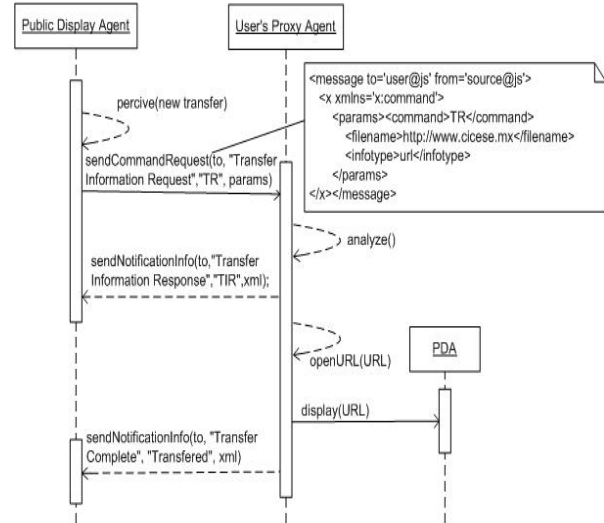 Public Display Agent
User's Proxy Agent
<message to='user@js' from='source@js'>
<x xmlns='x:command'>
<params><command>TR</command>
<filename>http://www.cicese.mx</filename>
<infotype>url</infotype>
</params>
</x></message>
percive(new transfer)
sendCommandRequest(to, "Transfer
Information Request","TR", params)
analyze()
sendNotificationInfo(to,"Transfer
Information Response","TIR",xml);
openURL(URL)
PDA
display(URL)
sendNotificationInfo(to, "Transfer
Complete", "Transfered", xml)